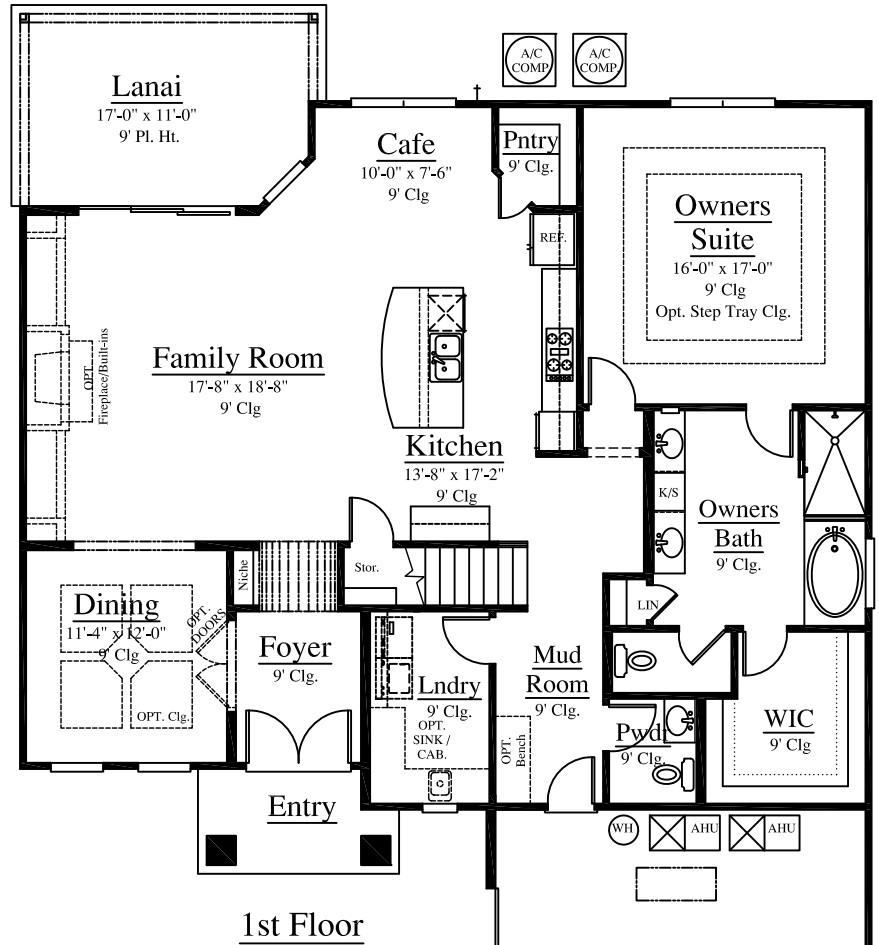 A/C
COMP.
A/C
COMP.
Lanai
17'-0" x 11'-0"
9' Pl. Ht.
Cafe
10'-0" x 7'-6"
9' Clg
Pntry
9' Clg.
REF.
Owners
Suite
16'-0" x 17'-0"
9' Clg
Opt. Step Tray Clg.
Family Room
17'-8" x 18'-8"
9' Clg
OPT.
Fireplace/Built-ins
Kitchen
13'-8" x 17'-2"
9' Clg
K/S
Owners
Bath
9' Clg.
Niche
Stor.
LIN
Dining
11'-4" x 12'-0"
9' Clg
OPT.
DOORS
OPT. Clg.
Foyer
9' Clg.
Lndry
9' Clg.
OPT.
SINK /
CAB.
Mud
Room
9' Clg.
OPT.
Bench
Pwdr
9' Clg.
WIC
9' Clg
Entry
WH
AHU
AHU
1st Floor